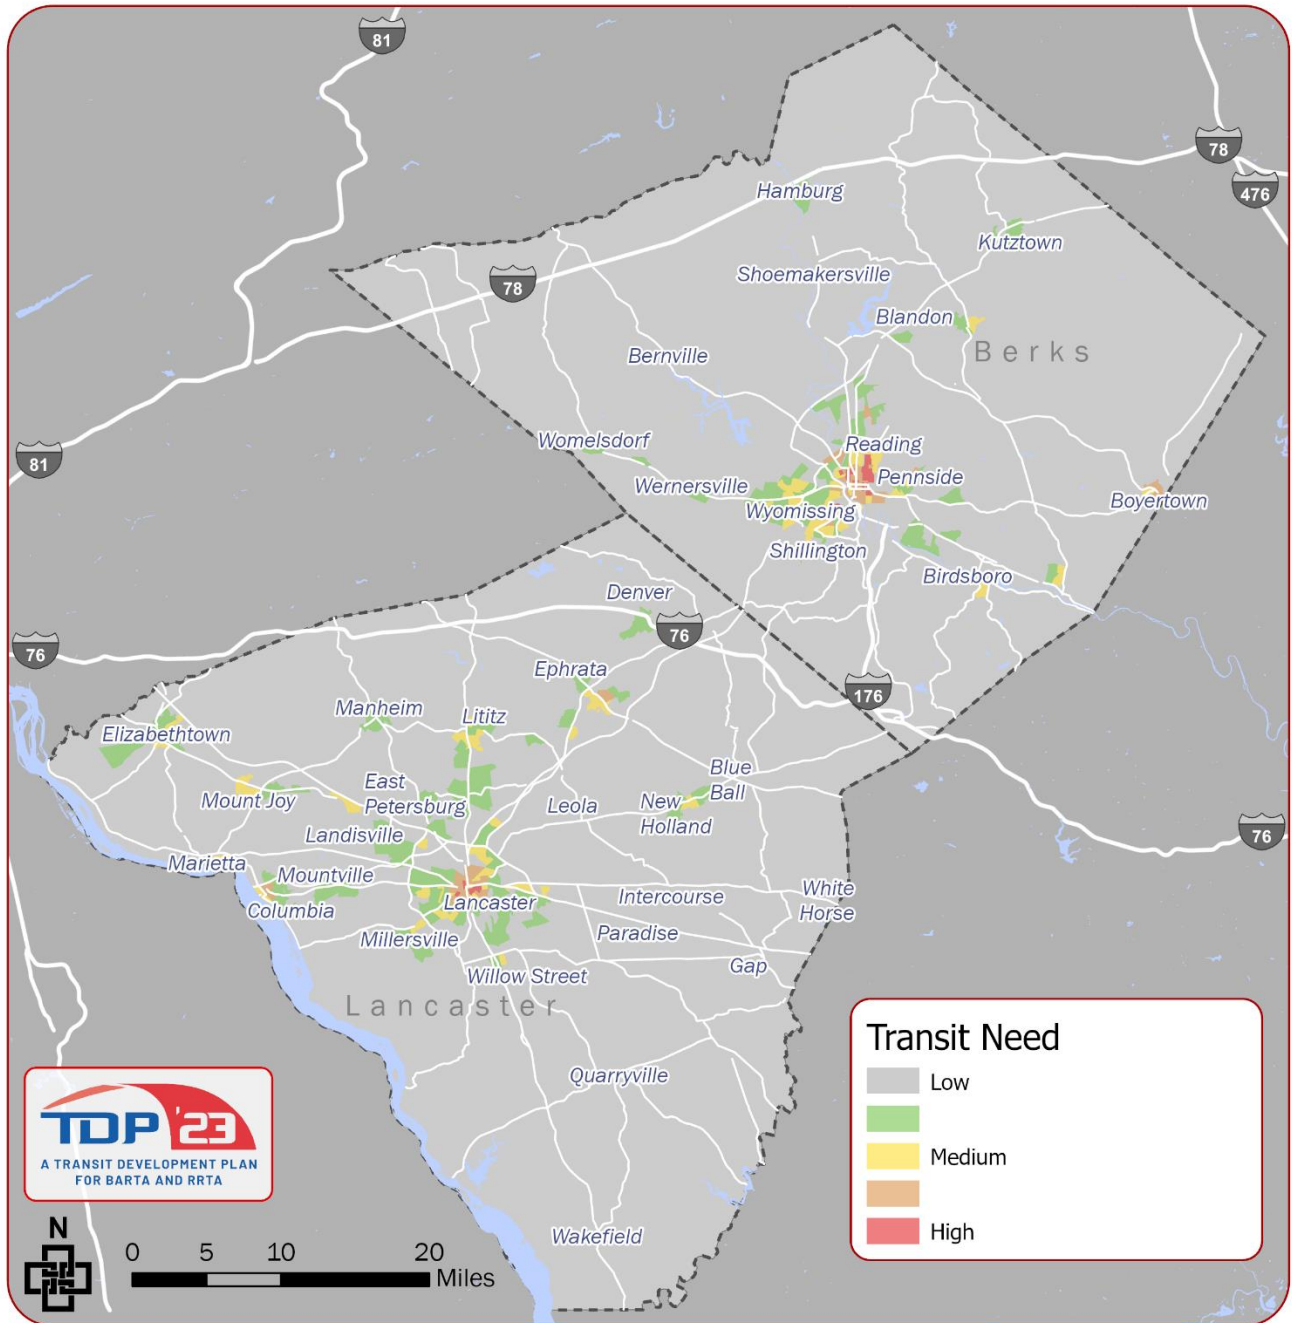 81
78
476
Hamburg
Kutztown
Shoemakersville
78
Blandon
Berks
Bernville
Womelsdorf
Reading
81
Wernersville
Pennside
Boyertown
Wyomissing
Shillington
Birdsboro
Denver
76
76
Ephrata
176
Manheim
Lititz
Elizabethtown
Blue
Ball
East
Petersburg
Mount Joy
Leola
New
Holland
Landisville
76
Marietta
Mountville
Intercourse
White
Horse
Columbia
Lancaster
Millersville
Paradise
Gap
Willow Street
Lancaster
Quarryville
Wakefield
Transit Need
Low
Medium
High
TDP '23
A TRANSIT DEVELOPMENT PLAN
FOR BARTA AND RRTA
N
0 5 10 20
Miles